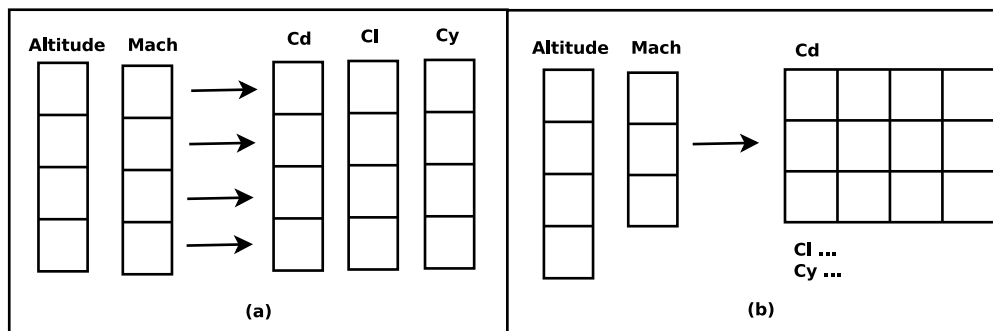 Altitude Mach Cd Cl Cy
(a)
Altitude Mach Cd
Cl ...
Cy ...
(b)